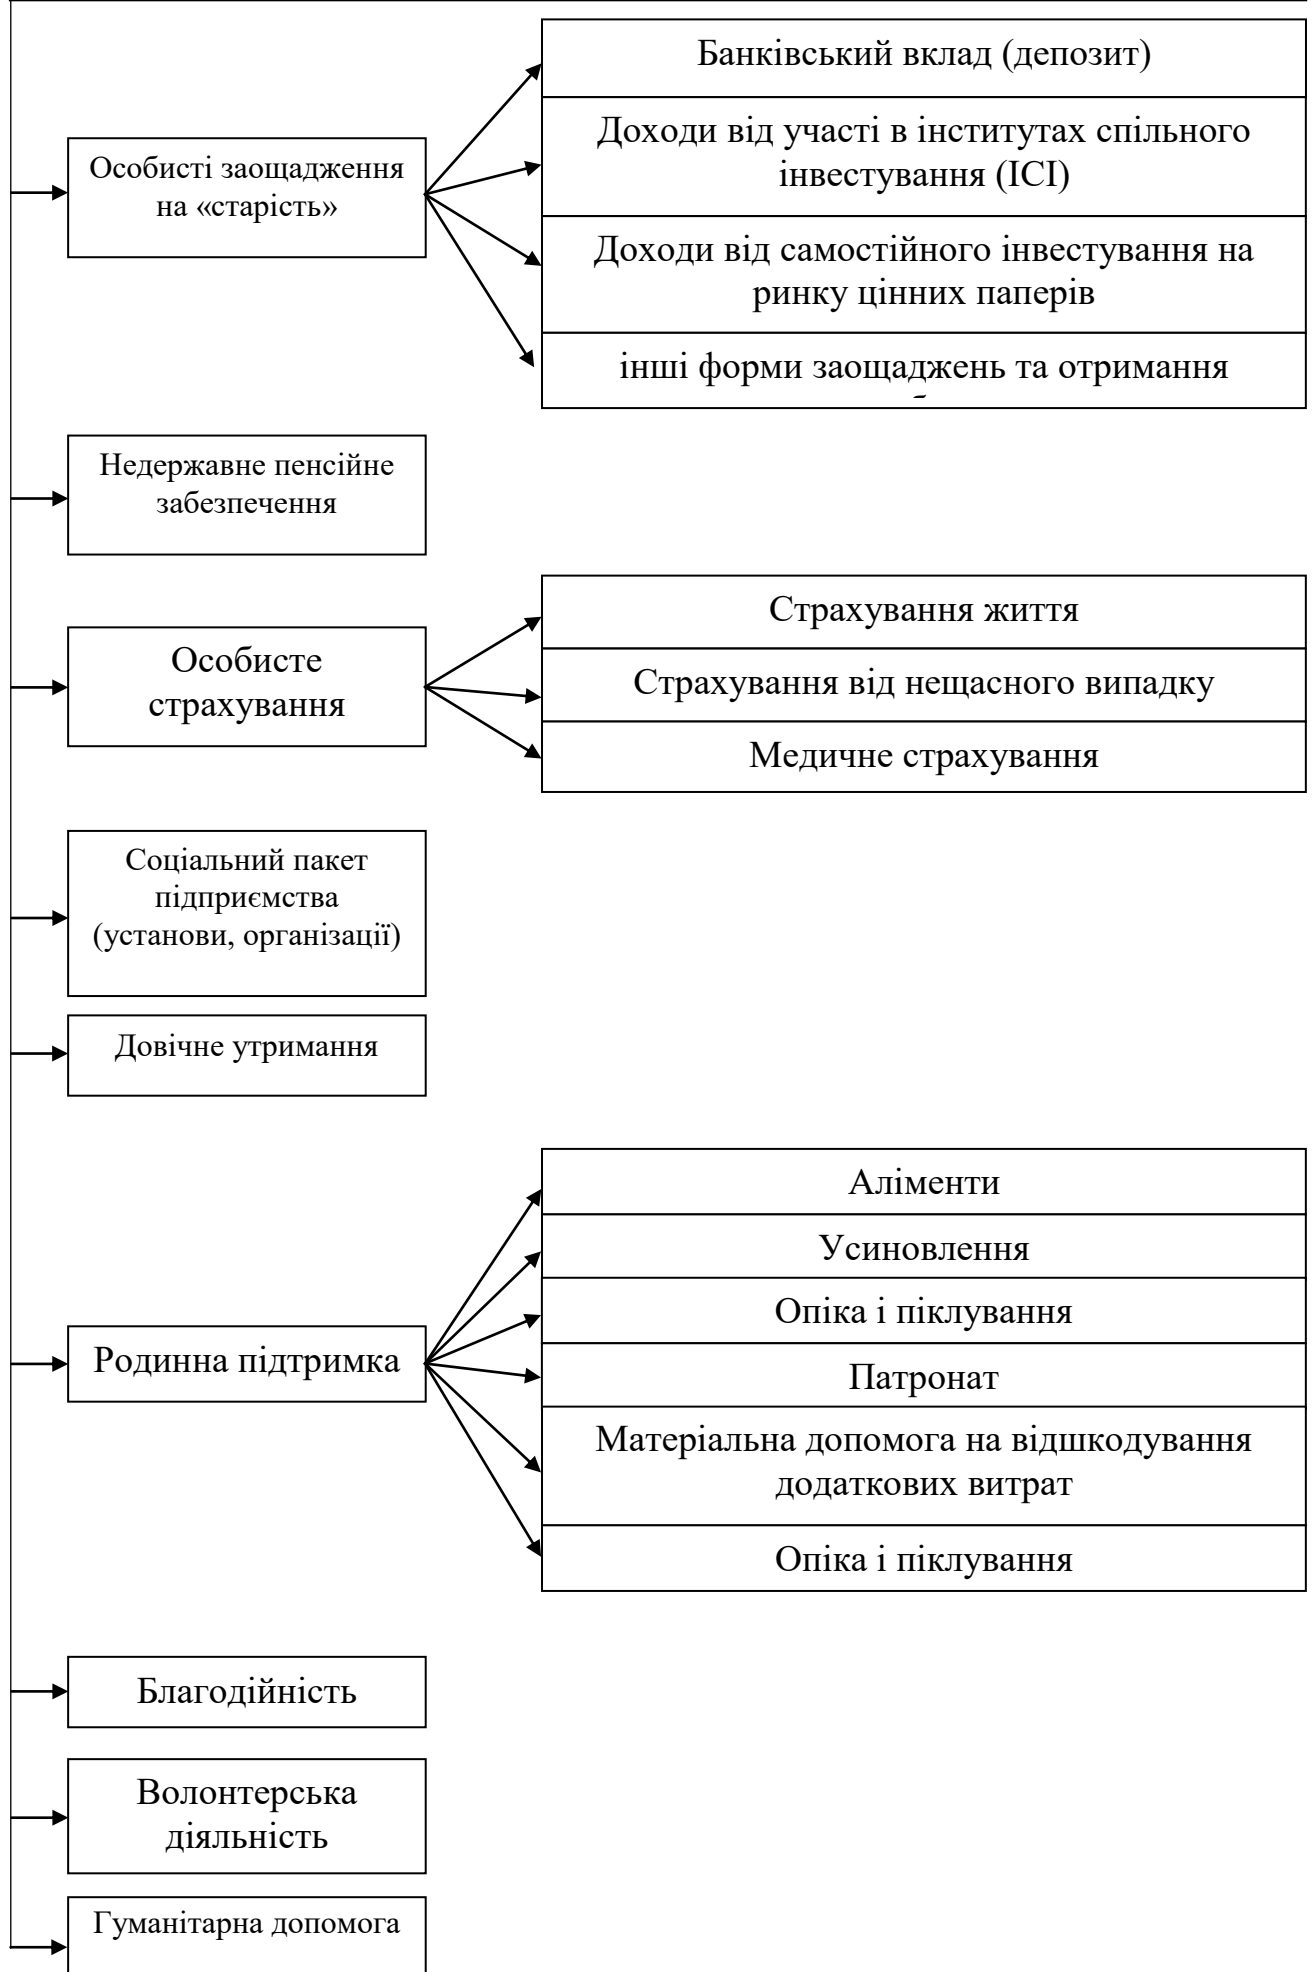 Особисті заощадження
на «старість»
Банківський вклад (депозит)
Доходи від участі в інститутах спільного
інвестування (ІСІ)
Доходи від самостійного інвестування на
ринку цінних паперів
інші форми заощаджень та отримання
Недержавне пенсійне
забезпечення
Особисте
страхування
Страхування життя
Страхування від нещасного випадку
Медичне страхування
Соціальний пакет
підприємства
(установи, організації)
Довічне утримання
Родинна підтримка
Аліменти
Усиновлення
Опіка і піклування
Патронат
Матеріальна допомога на відшкодування
додаткових витрат
Опіка і піклування
Благодійність
Волонтерська
діяльність
Гуманітарна допомога